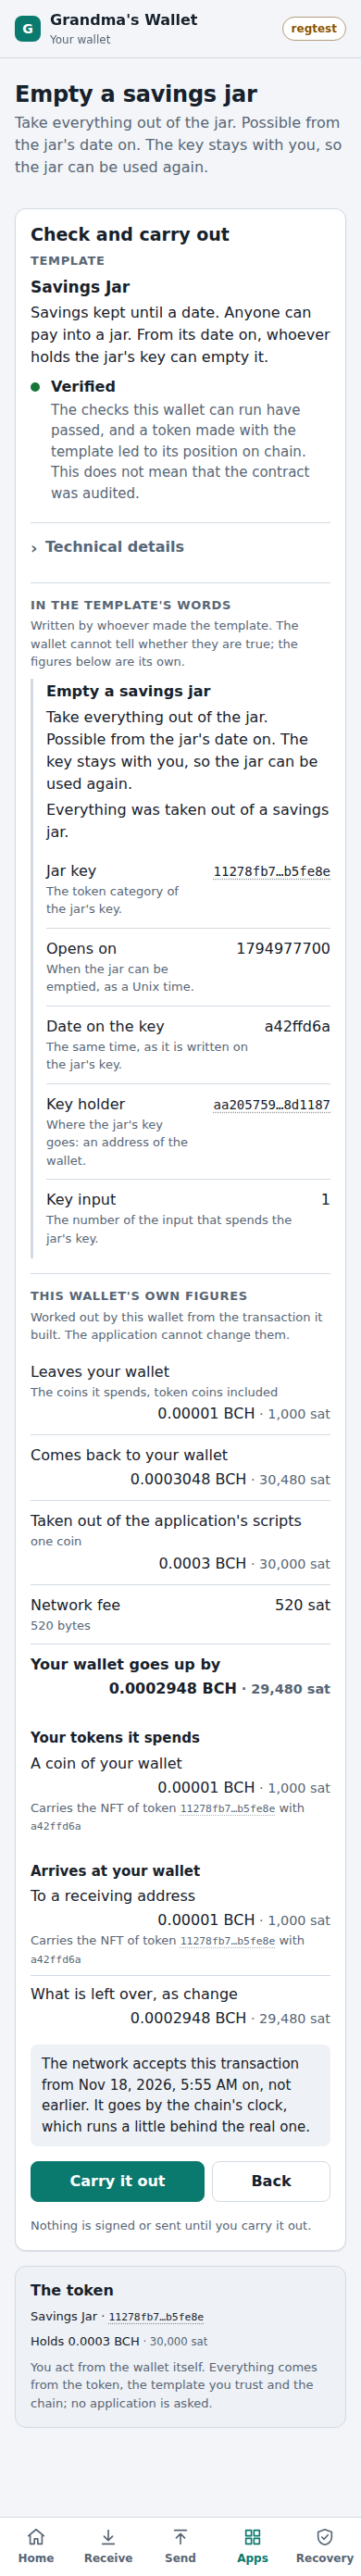 G
Grandma's Wallet
Your wallet
regtest
Empty a savings jar
Take everything out of the jar. Possible from
the jar's date on. The key stays with you, so
the jar can be used again.
Check and carry out
TEMPLATE
Savings Jar
Savings kept until a date. Anyone can
pay into a jar. From its date on, whoever
holds the jar's key can empty it.
Verified
The checks this wallet can run have
passed, and a token made with the
template led to its position on chain.
This does not mean that the contract
was audited.
› Technical details
IN THE TEMPLATE'S WORDS
Written by whoever made the template. The
wallet cannot tell whether they are true; the
figures below are its own.
Empty a savings jar
Take everything out of the jar.
Possible from the jar's date on. The
key stays with you, so the jar can be
used again.
Everything was taken out of a savings
jar.
Jar key 11278fb7…b5fe8e
The token category of
the jar's key.
Opens on 1794977700
When the jar can be
emptied, as a Unix time.
Date on the key a42ffd6a
The same time, as it is written on
the jar's key.
Key holder aa205759…8d1187
Where the jar's key
goes: an address of the
wallet.
Key input 1
The number of the input that spends the
jar's key.
THIS WALLET'S OWN FIGURES
Worked out by this wallet from the transaction it
built. The application cannot change them.
Leaves your wallet
The coins it spends, token coins included
0.00001 BCH · 1,000 sat
Comes back to your wallet
0.0003048 BCH · 30,480 sat
Taken out of the application's scripts
one coin
0.0003 BCH · 30,000 sat
Network fee 520 sat
520 bytes
Your wallet goes up by
0.0002948 BCH · 29,480 sat
Your tokens it spends
A coin of your wallet
0.00001 BCH · 1,000 sat
Carries the NFT of token 11278fb7…b5fe8e with
a42ffd6a
Arrives at your wallet
To a receiving address
0.00001 BCH · 1,000 sat
Carries the NFT of token 11278fb7…b5fe8e with
a42ffd6a
What is left over, as change
0.0002948 BCH · 29,480 sat
The network accepts this transaction
from Nov 18, 2026, 5:55 AM on, not
earlier. It goes by the chain's clock,
which runs a little behind the real one.
Carry it out Back
Nothing is signed or sent until you carry it out.
The token
Savings Jar · 11278fb7…b5fe8e
Holds 0.0003 BCH · 30,000 sat
You act from the wallet itself. Everything comes
from the token, the template you trust and the
chain; no application is asked.
Home Receive Send Apps Recovery